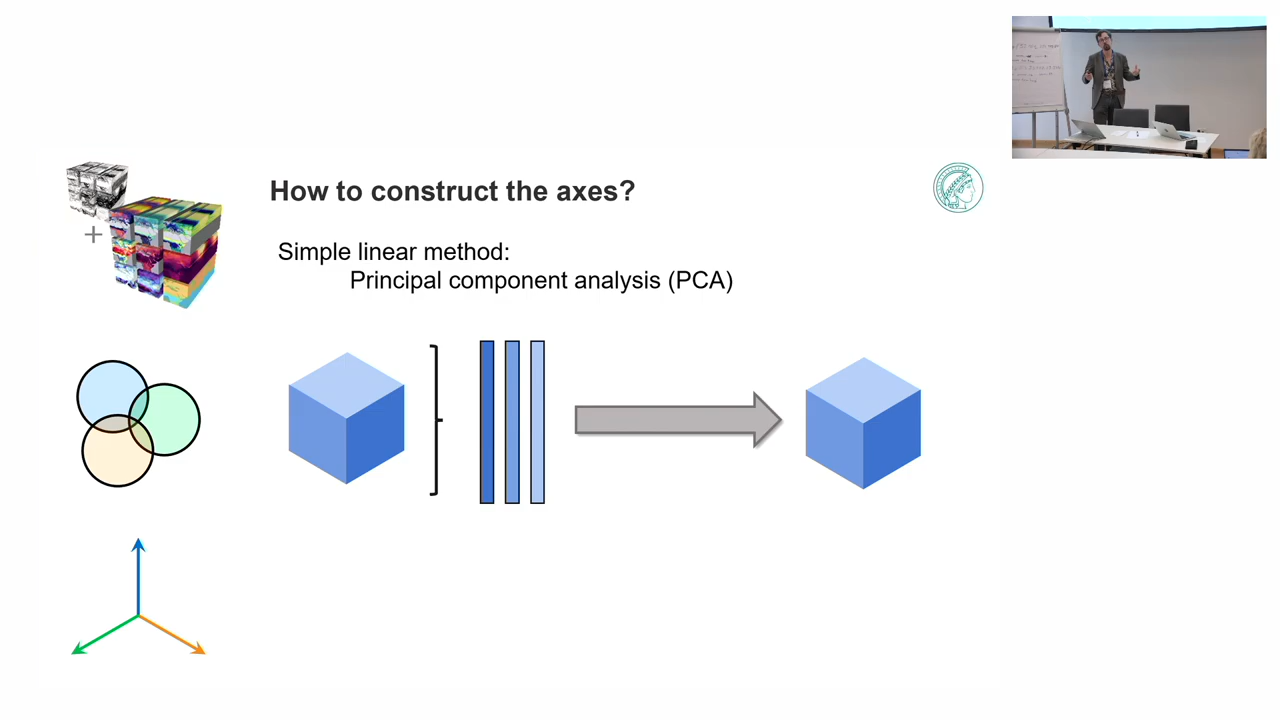 How to construct the axes?
+
Simple linear method:
Principal component analysis (PCA)